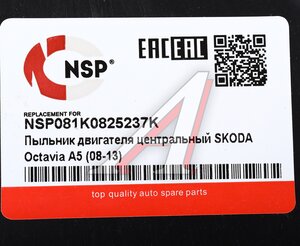 NSP®
EAC EAC
REPLACEMENT FOR
NSP081K0825237K
Пыльник двигателя центральный SKODA
Octavia A5 (08-13)
top quality auto spare parts